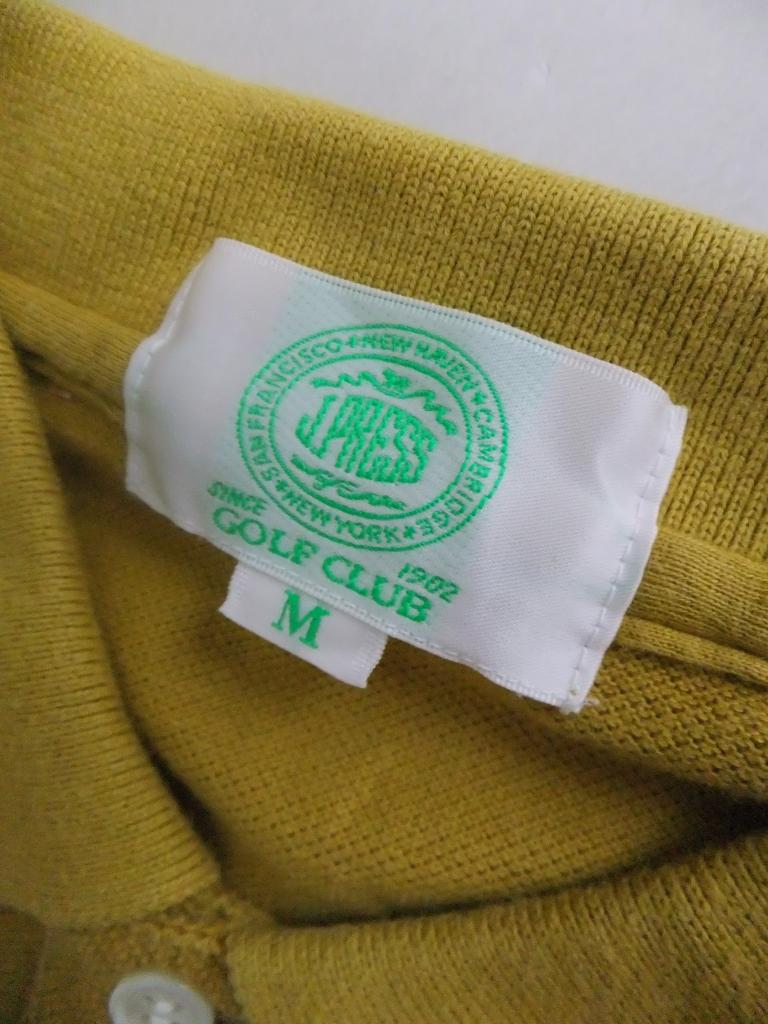 SAN FRANCISCO★NEW HAVEN★CAMBRIDGE★NEW YORK★
J.PRESS
SINCE 1902
GOLF CLUB
M